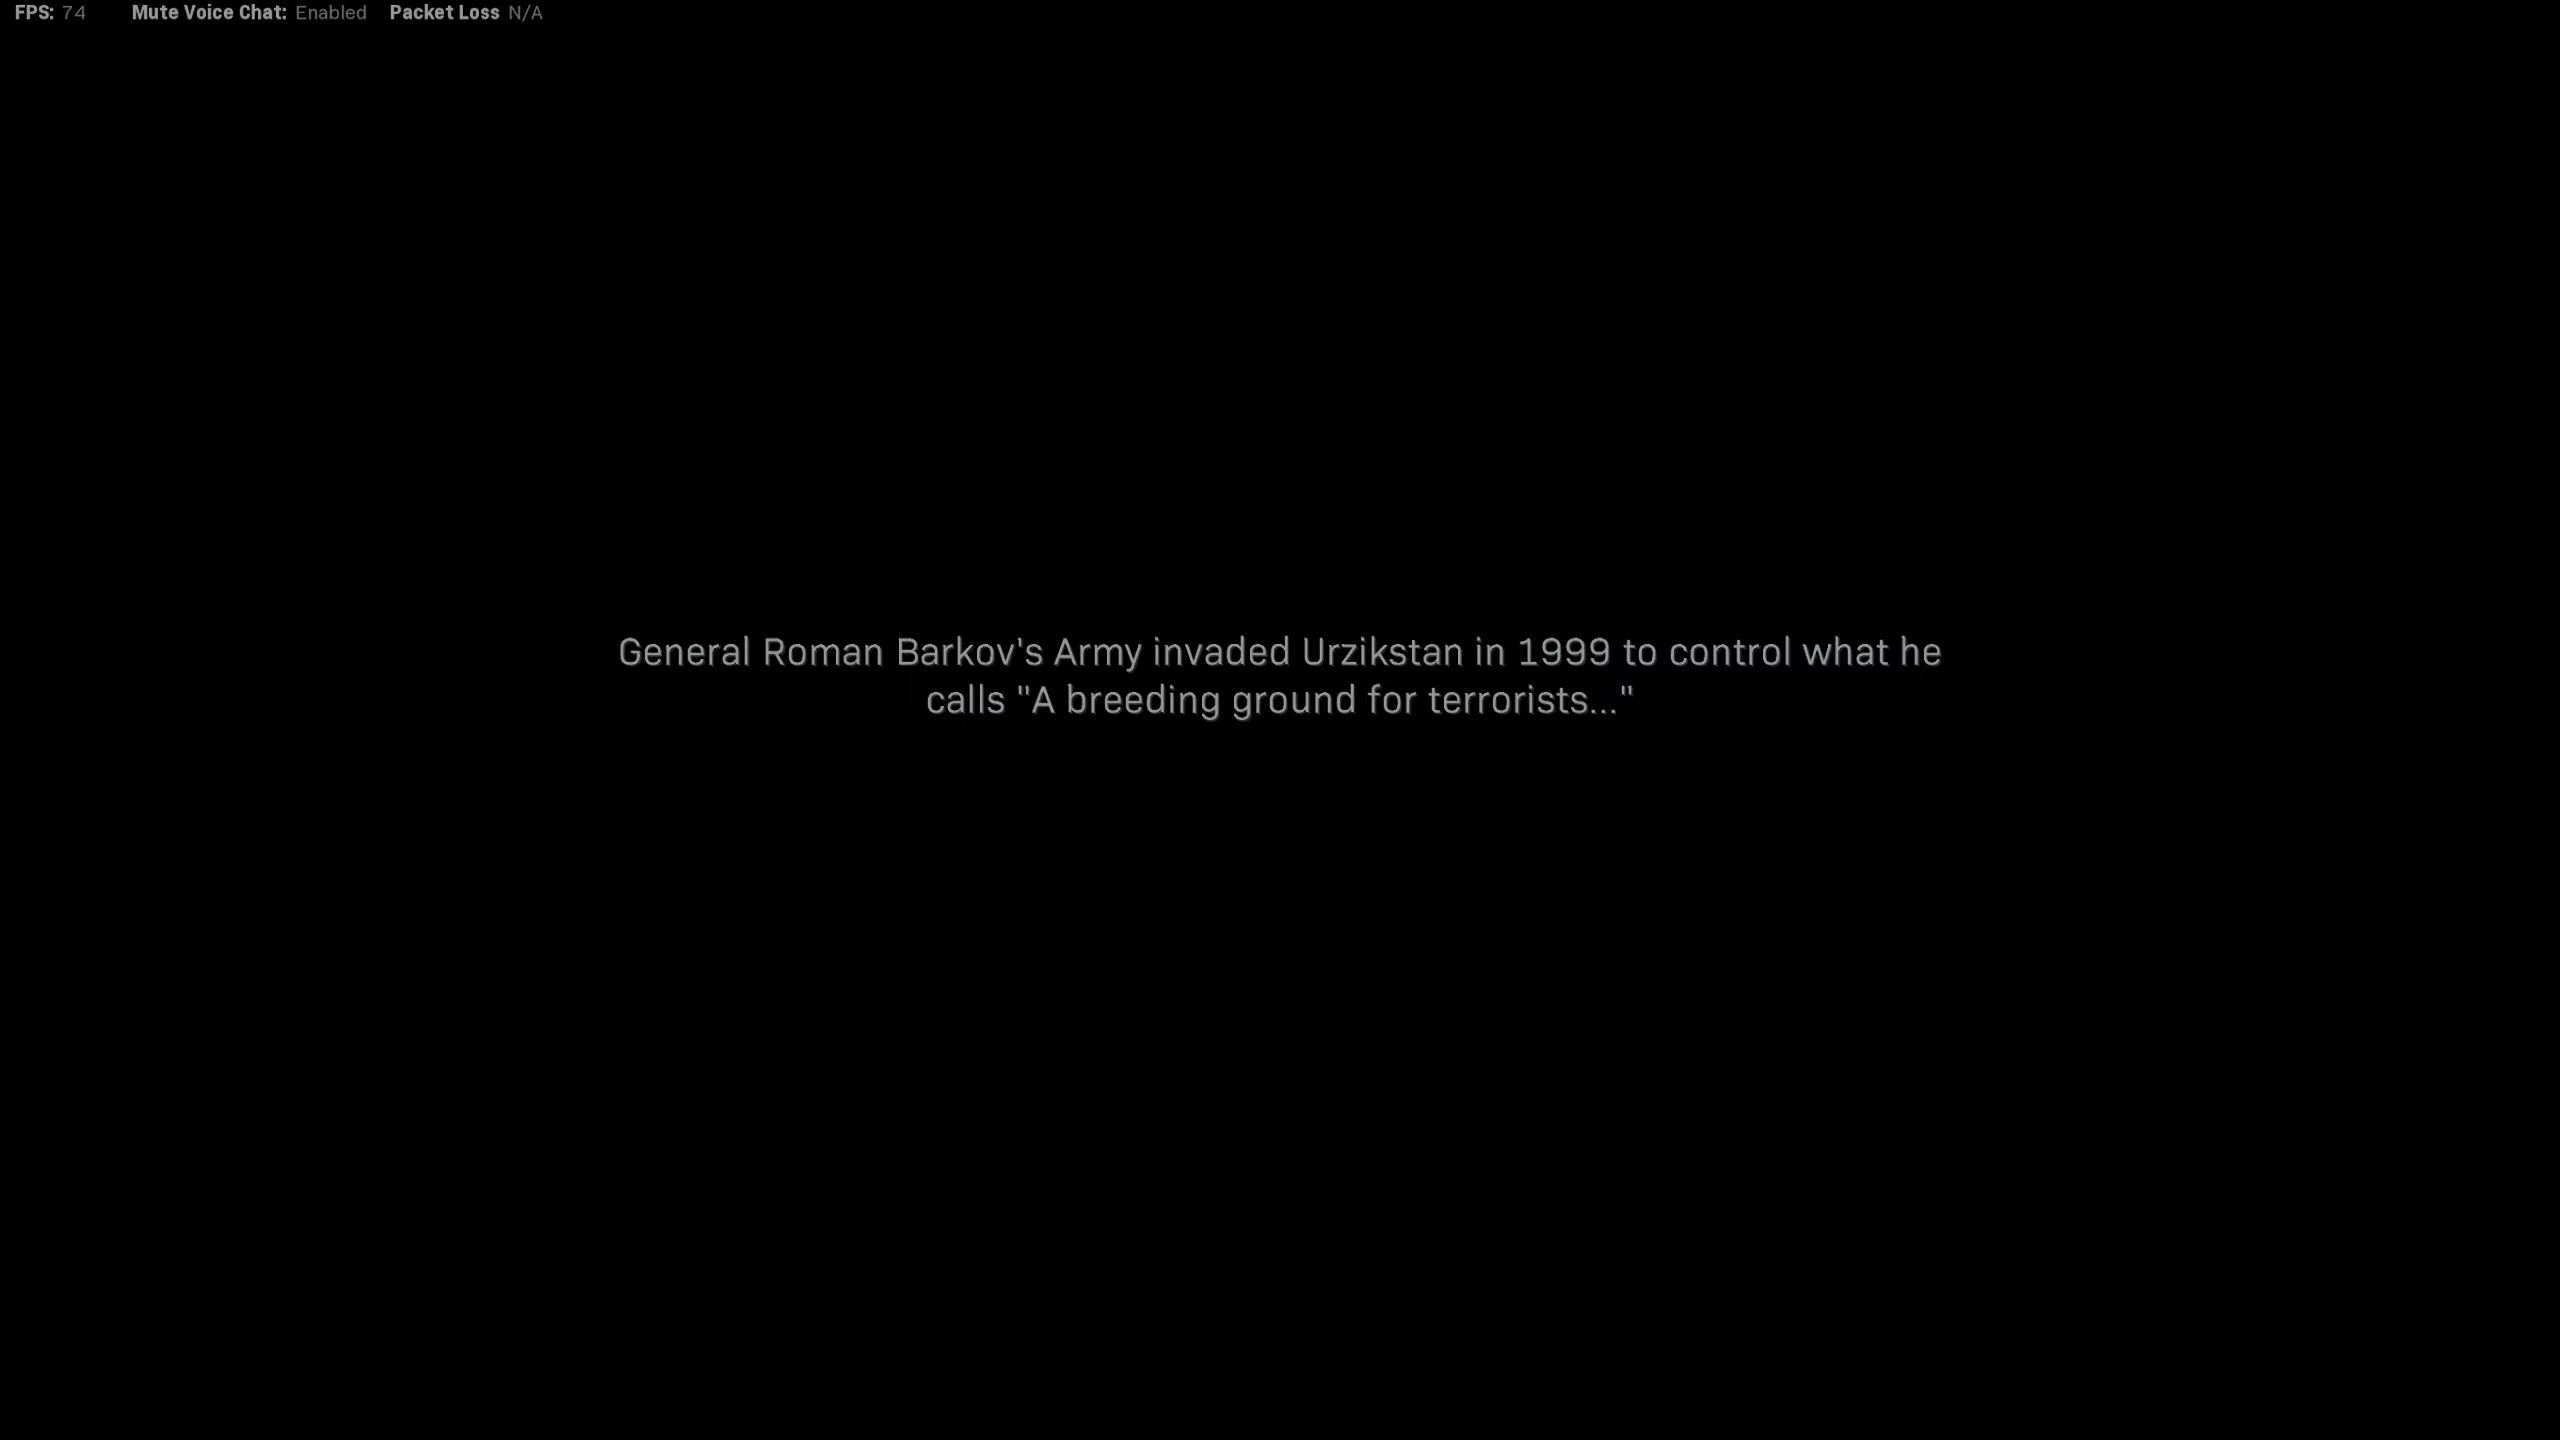 FPS: 74 Mute Voice Chat: Enabled Packet Loss N/A
General Roman Barkov's Army invaded Urzikstan in 1999 to control what he
calls "A breeding ground for terrorists..."